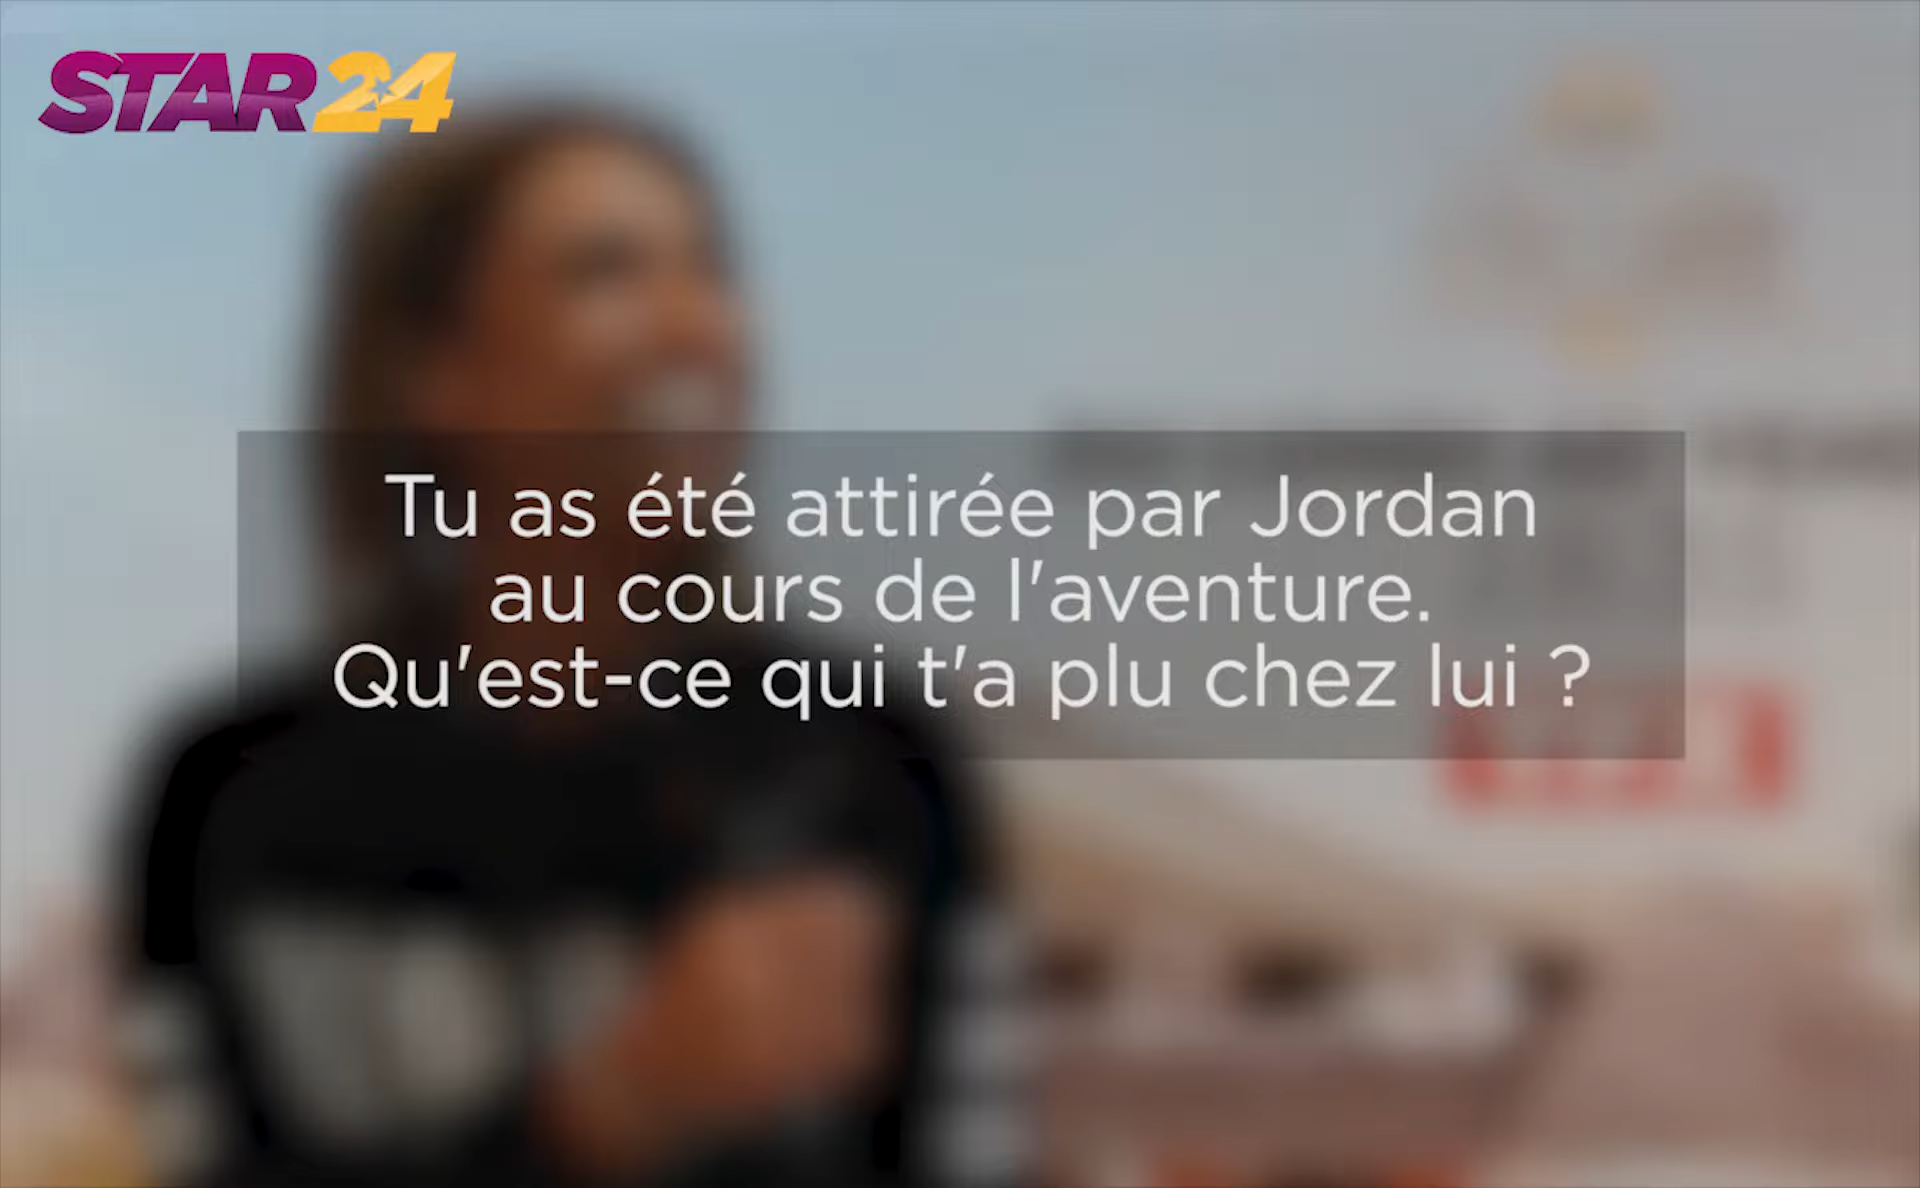 STAR24
Tu as été attirée par Jordan
au cours de l'aventure.
Qu'est-ce qui t'a plu chez lui ?